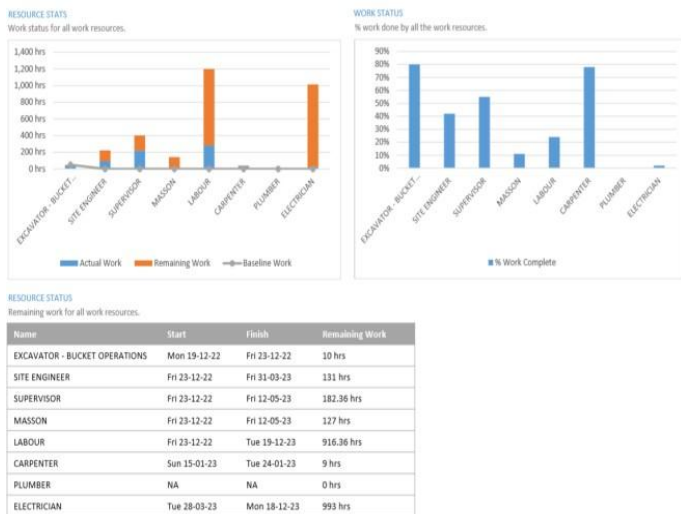 RESOURCE STATS
Work status for all work resources.
1,400 hrs
1,200 hrs
1,000 hrs
800 hrs
600 hrs
400 hrs
200 hrs
0 hrs
EXCAVATOR - BUCKET...
SITE ENGINEER
SUPERVISOR
MASSON
LABOUR
CARPENTER
PLUMBER
ELECTRICIAN
Actual Work Remaining Work Baseline Work
WORK STATUS
% work done by all the work resources.
90%
80%
70%
60%
50%
40%
30%
20%
10%
0%
EXCAVATOR - BUCKET...
SITE ENGINEER
SUPERVISOR
MASSON
LABOUR
CARPENTER
PLUMBER
ELECTRICIAN
% Work Complete
RESOURCE STATUS
Remaining work for all work resources.
Name Start Finish Remaining Work
EXCAVATOR - BUCKET OPERATIONS Mon 19-12-22 Fri 23-12-22 10 hrs
SITE ENGINEER Fri 23-12-22 Fri 31-03-23 131 hrs
SUPERVISOR Fri 23-12-22 Fri 12-05-23 182.36 hrs
MASSON Fri 23-12-22 Fri 12-05-23 127 hrs
LABOUR Fri 23-12-22 Tue 19-12-23 916.36 hrs
CARPENTER Sun 15-01-23 Tue 24-01-23 9 hrs
PLUMBER NA NA 0 hrs
ELECTRICIAN Tue 28-03-23 Mon 18-12-23 993 hrs